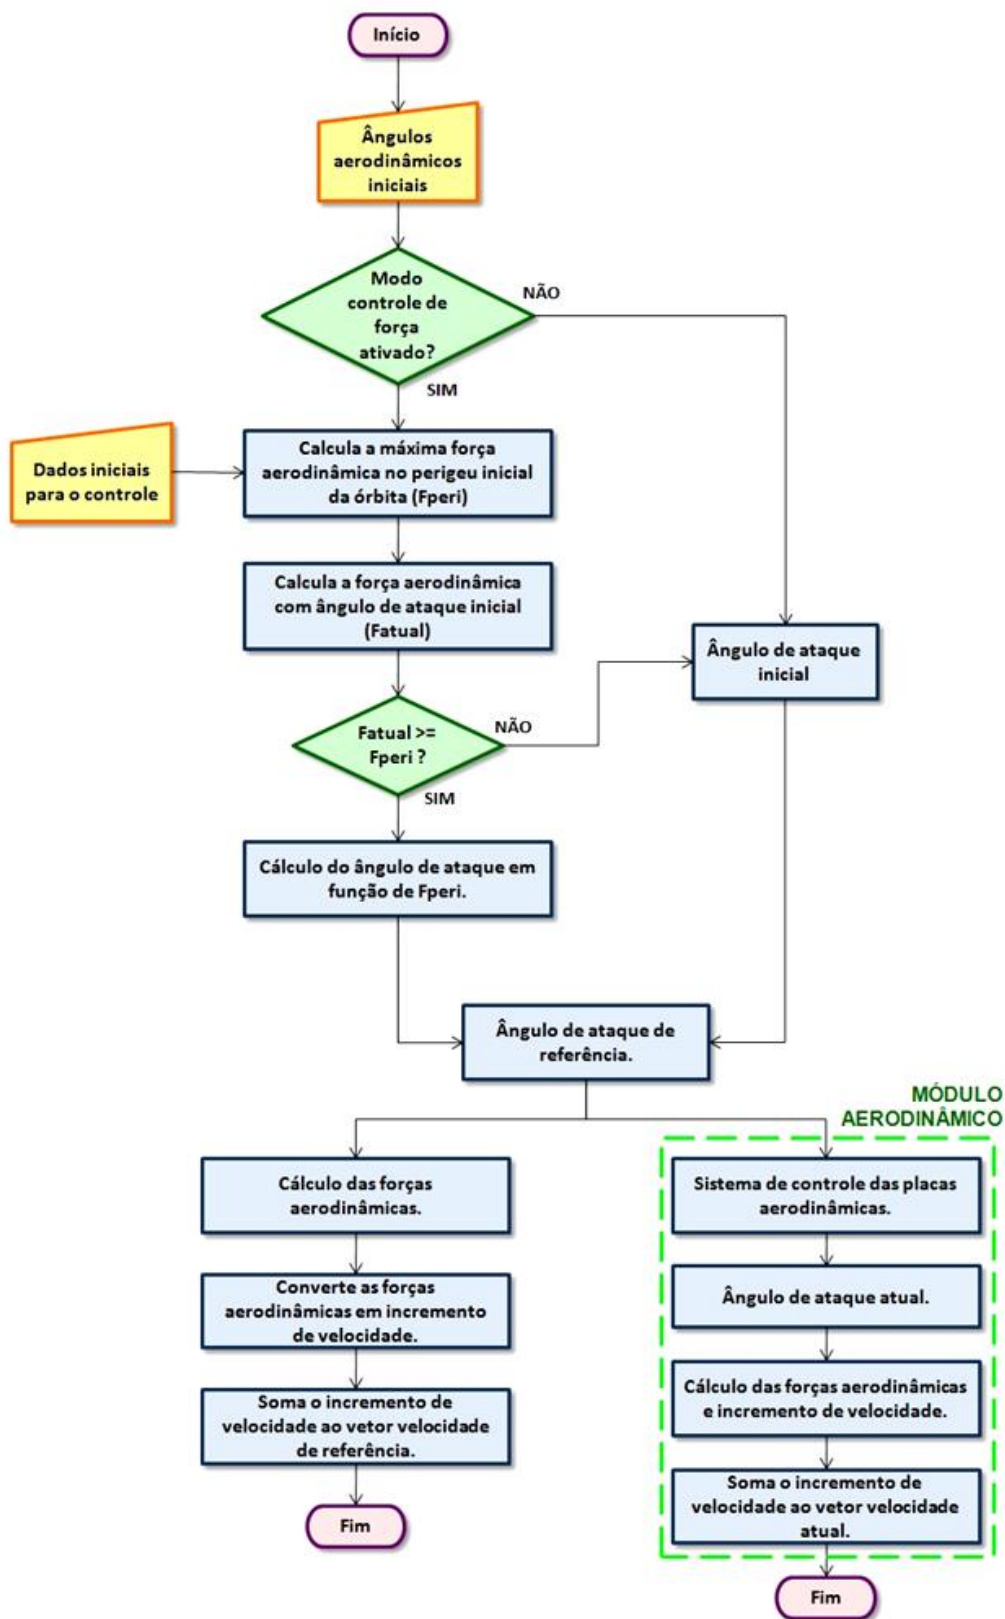 Início
Ângulos
aerodinâmicos
iniciais
Modo
controle de
força
ativado?
NÃO
SIM
Dados iniciais
para o controle
Calcula a máxima força
aerodinâmica no perigeu inicial
da órbita (Fperi)
Calcula a força aerodinâmica
com ângulo de ataque inicial
(Fatual)
Ângulo de ataque
inicial
Fatual >=
Fperi ?
NÃO
SIM
Cálculo do ângulo de ataque em
função de Fperi.
Ângulo de ataque de
referência.
MÓDULO
AERODINÂMICO
Cálculo das forças
aerodinâmicas.
Converte as forças
aerodinâmicas em incremento
de velocidade.
Soma o incremento de
velocidade ao vetor velocidade
de referência.
Fim
Sistema de controle das placas
aerodinâmicas.
Ângulo de ataque atual.
Cálculo das forças aerodinâmicas
e incremento de velocidade.
Soma o incremento de
velocidade ao vetor velocidade
atual.
Fim